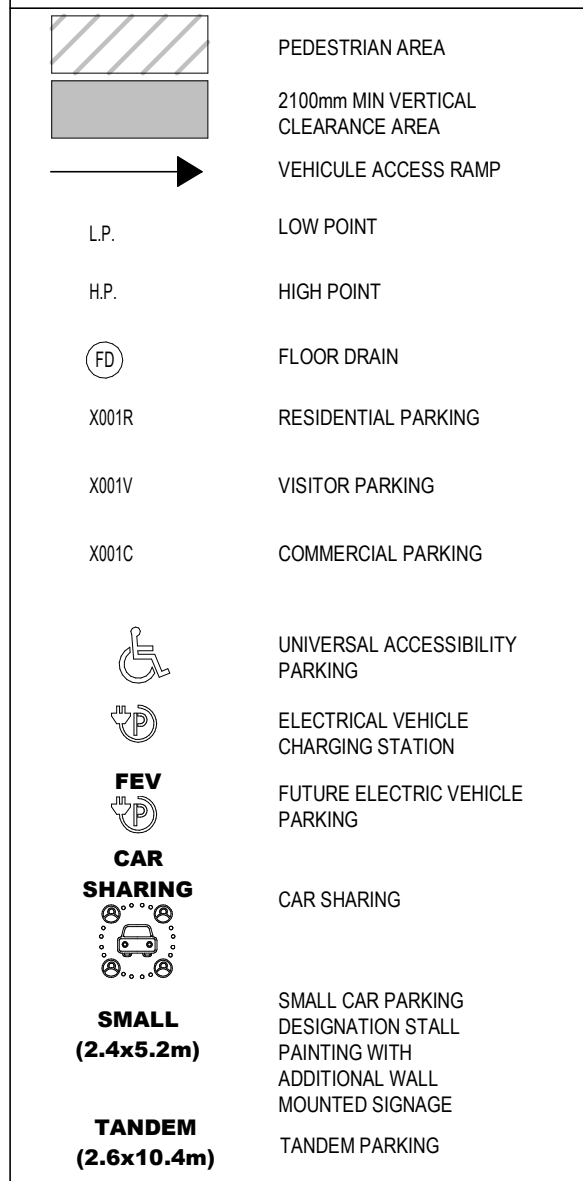 PEDESTRIAN AREA
2100mm MIN VERTICAL
CLEARANCE AREA
VEHICULE ACCESS RAMP
L.P.
LOW POINT
H.P.
HIGH POINT
FD
FLOOR DRAIN
X001R
RESIDENTIAL PARKING
X001V
VISITOR PARKING
X001C
COMMERCIAL PARKING
UNIVERSAL ACCESSIBILITY
PARKING
P
ELECTRICAL VEHICLE
CHARGING STATION
FEV
P
FUTURE ELECTRIC VEHICLE
PARKING
CAR
SHARING
CAR SHARING
SMALL
(2.4x5.2m)
SMALL CAR PARKING
DESIGNATION STALL
PAINTING WITH
ADDITIONAL WALL
MOUNTED SIGNAGE
TANDEM
(2.6x10.4m)
TANDEM PARKING